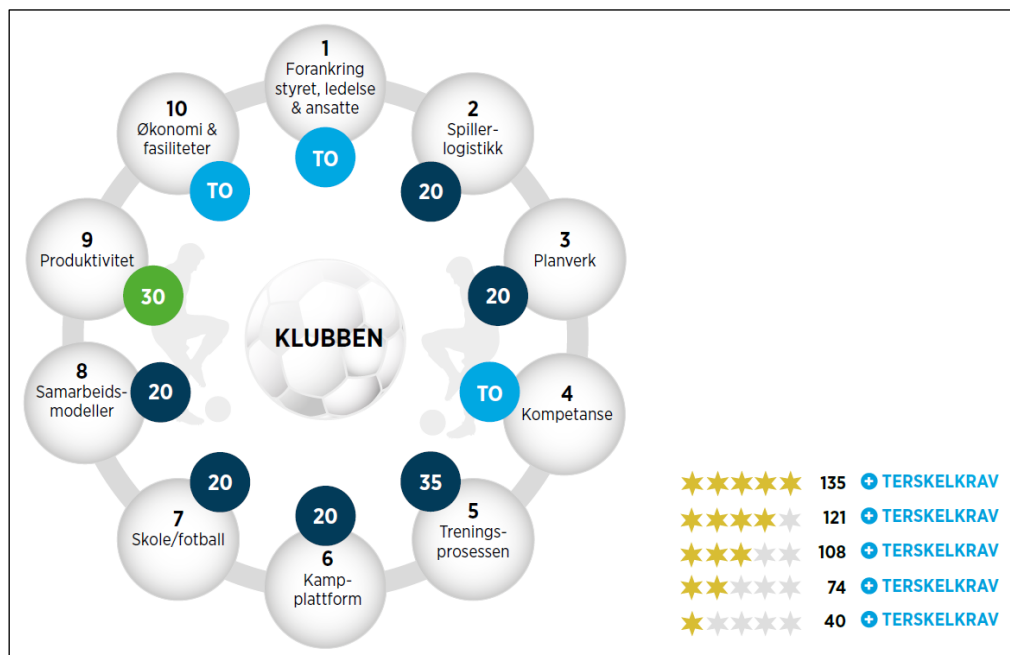 1
Forankring
styret, ledelse
& ansatte
TO
2
Spiller-
logistikk
20
3
Planverk
20
4
Kompetanse
TO
5
Trenings-
prosessen
35
6
Kamp-
plattform
20
7
Skole/fotball
20
8
Samarbeids-
modeller
20
9
Produktivitet
30
10
Økonomi &
fasiliteter
TO
KLUBBEN
135 TERSKELKRAV
121 TERSKELKRAV
108 TERSKELKRAV
74 TERSKELKRAV
40 TERSKELKRAV